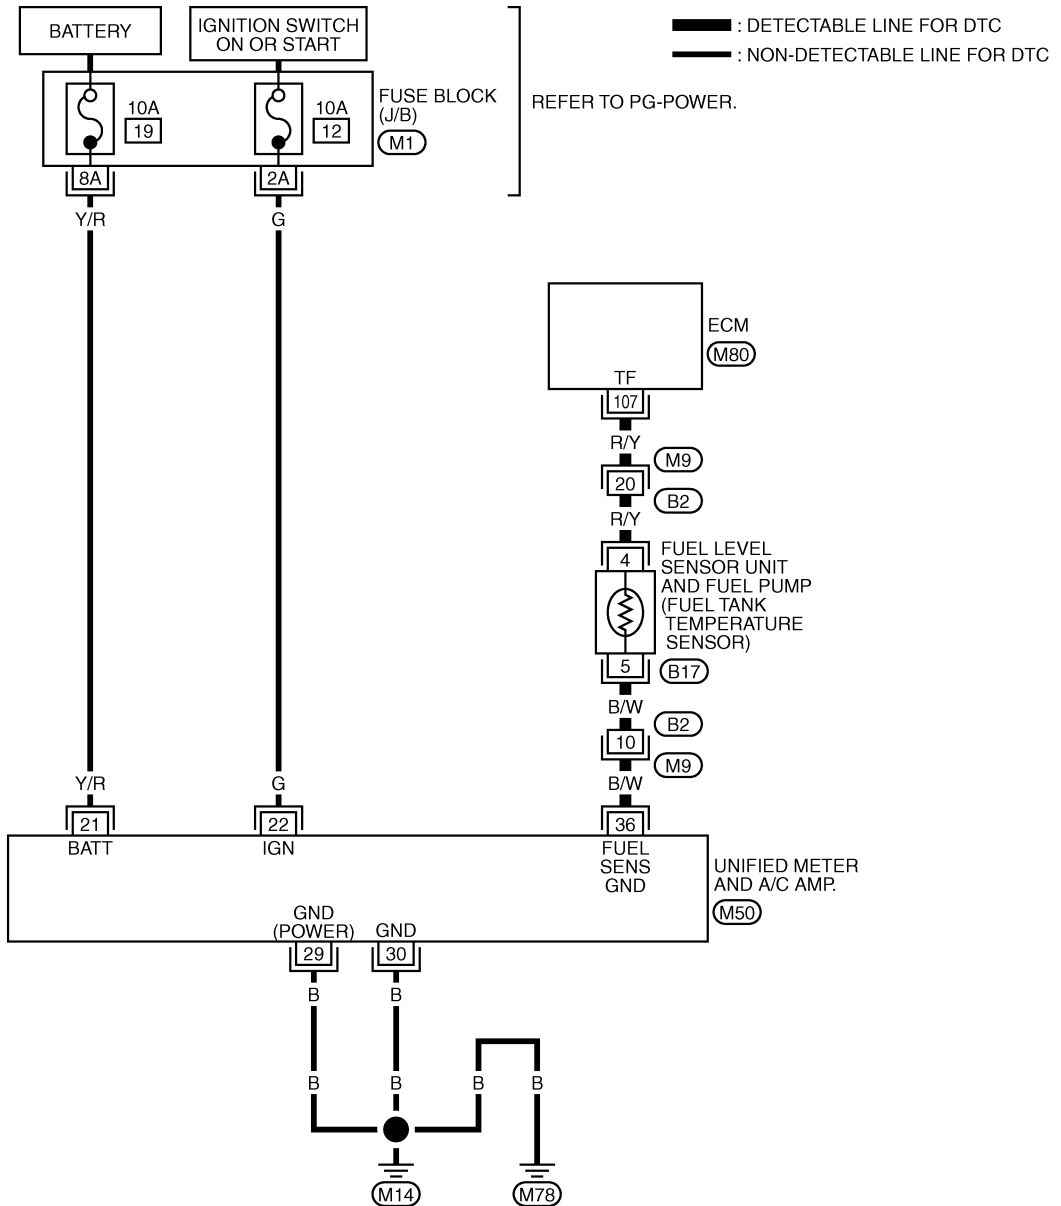 BATTERY
IGNITION SWITCH
ON OR START
: DETECTABLE LINE FOR DTC
: NON-DETECTABLE LINE FOR DTC
10A
19
10A
12
FUSE BLOCK
(J/B)
M1
REFER TO PG-POWER.
8A
2A
Y/R
G
ECM
M80
TF
107
R/Y
M9
20
B2
R/Y
4
FUEL LEVEL
SENSOR UNIT
AND FUEL PUMP
(FUEL TANK
TEMPERATURE
SENSOR)
5
B17
B/W
B2
10
M9
Y/R
G
B/W
21
22
36
BATT
IGN
FUEL
SENS
GND
UNIFIED METER
AND A/C AMP.
M50
GND
(POWER)
GND
29
30
B
B
B
B
B
B
M14
M78